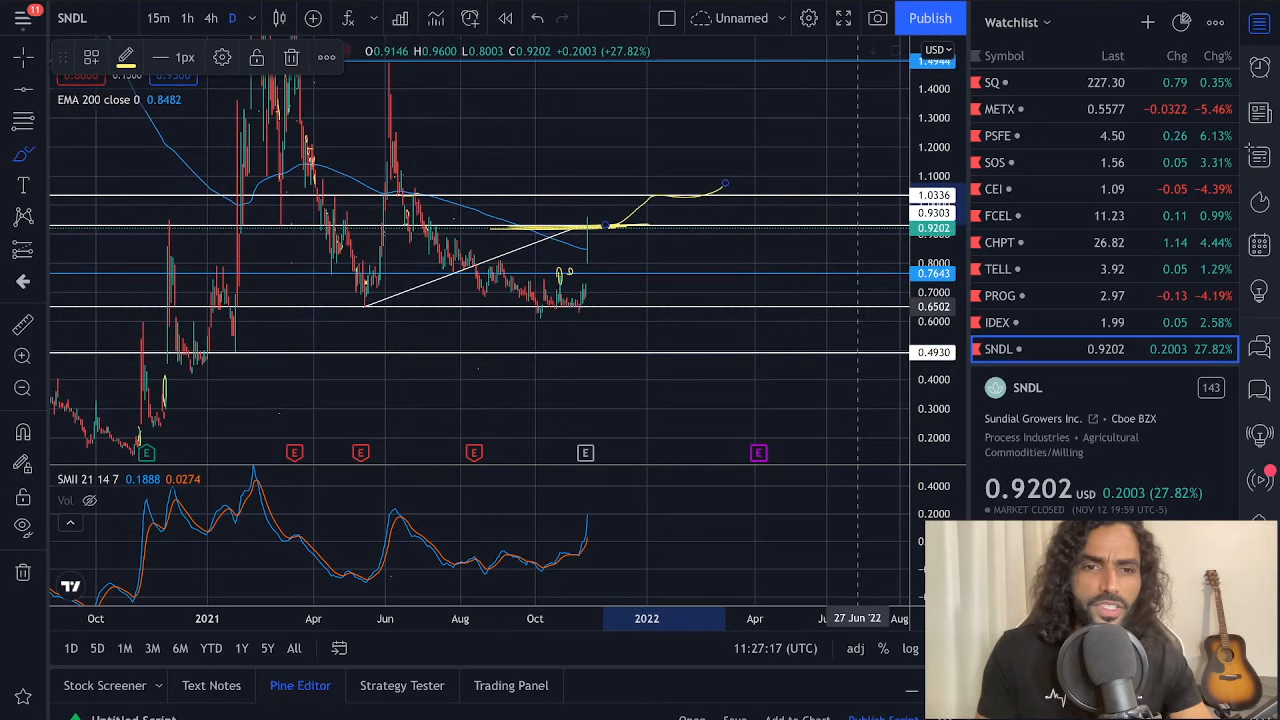 11
SNDL
15m 1h 4h D
Unnamed
Publish
Watchlist
1px
O0.9146 H0.9600 L0.8003 C0.9202 +0.2003 (+27.82%)
USD
EMA 200 close 0 0.8482
1.4944
1.4000
1.3000
1.2000
1.1000
1.0336
0.9303
0.9202
0.8000
0.7643
0.7000
0.6502
0.6000
0.4930
0.4000
0.3000
0.2000
E E E E E E
SMII 21 14 7 0.1888 0.0274
Vol
0.4000
0.2000
Oct 2021 Apr Jun Aug Oct 2022 Apr 27 Jun '22 Aug
1D 5D 1M 3M 6M YTD 1Y 5Y All
11:27:17 (UTC) adj % log
Stock Screener Text Notes Pine Editor Strategy Tester Trading Panel
Untitled Script Open Save Add to Chart Publish Script
Symbol Last Chg Chg%
SQ 227.30 0.79 0.35%
METX 0.5577 -0.0322 -5.46%
PSFE 4.50 0.26 6.13%
SOS 1.56 0.05 3.31%
CEI 1.09 -0.05 -4.39%
FCEL 11.23 0.11 0.99%
CHPT 26.82 1.14 4.44%
TELL 3.92 0.05 1.29%
PROG 2.97 -0.13 -4.19%
IDEX 1.99 0.05 2.58%
SNDL 0.9202 0.2003 27.82%
SNDL 143
Sundial Growers Inc. Cboe BZX
Process Industries • Agricultural
Commodities/Milling
0.9202 USD 0.2003 (27.82%)
MARKET CLOSED (NOV 12 19:59 UTC-5)